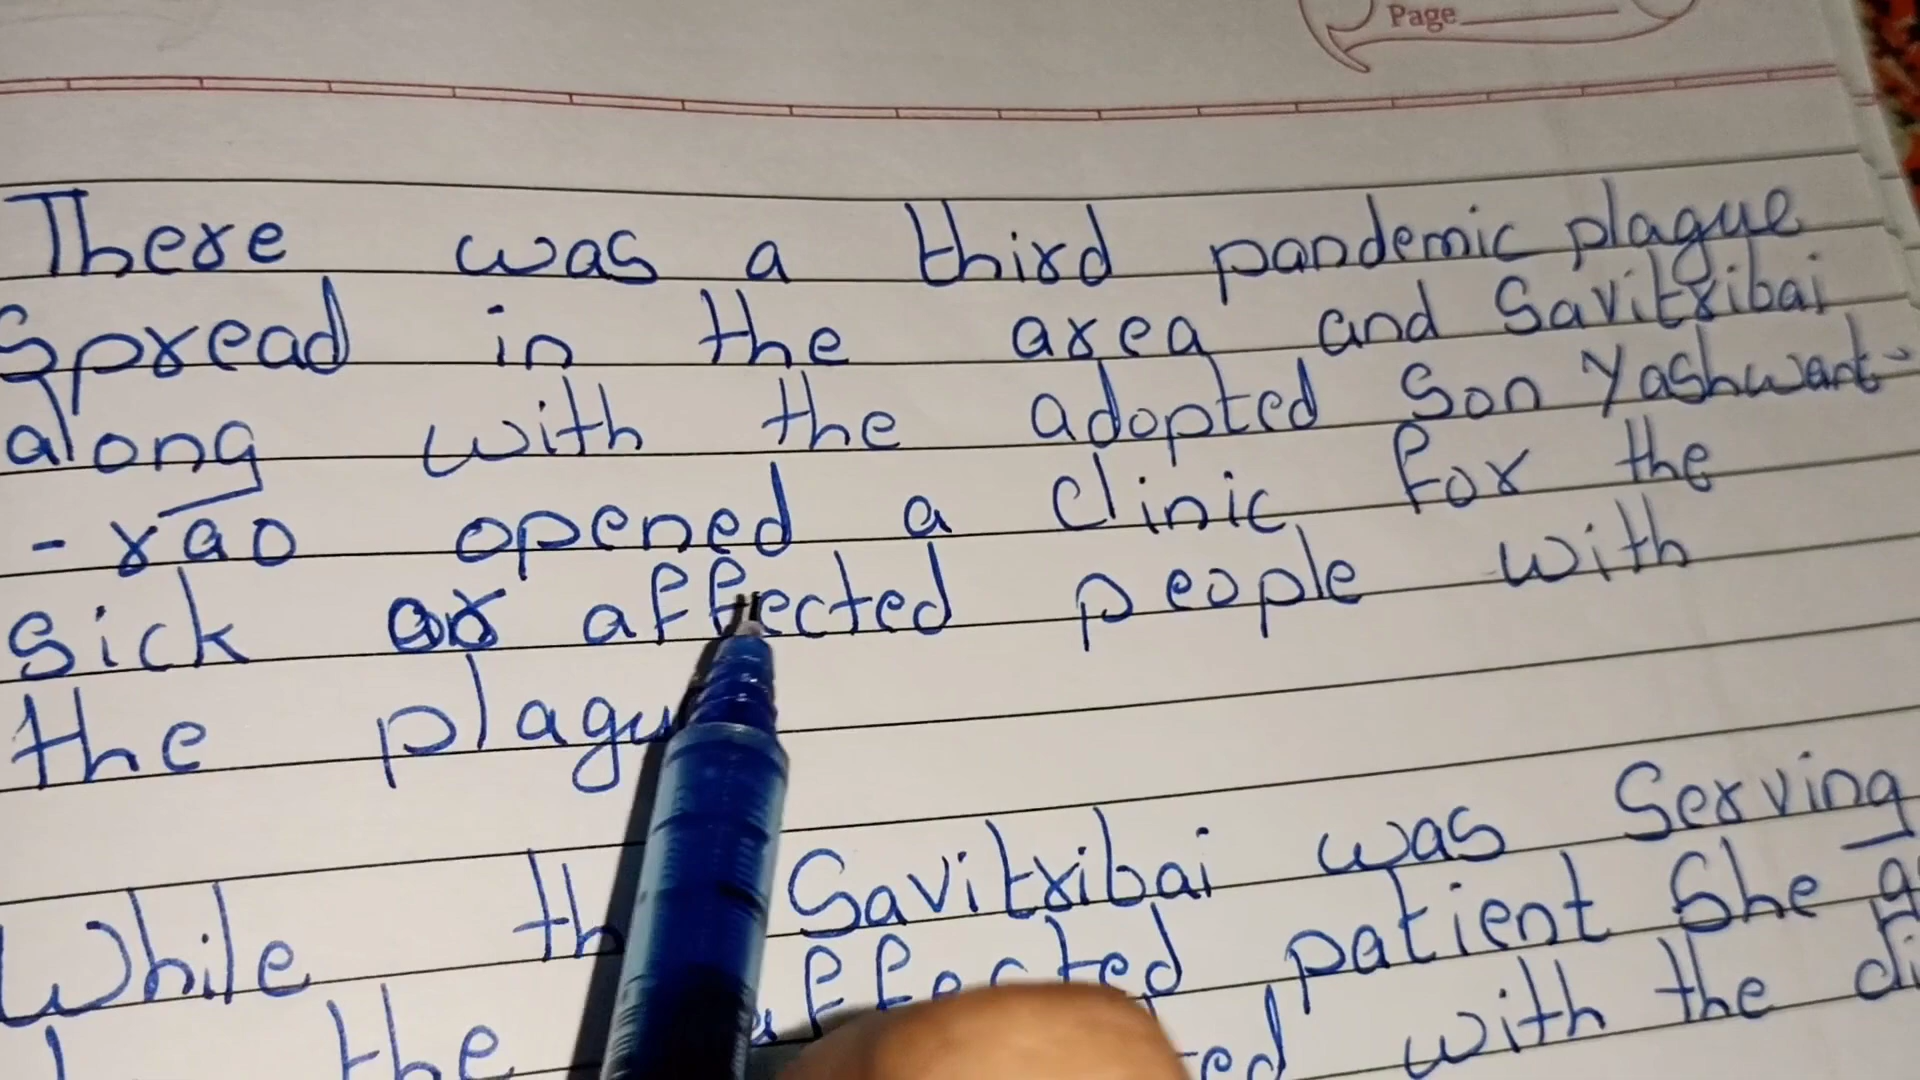 Page
There was a third pandemic plague
Spread in the area and Savitribai
along with the adopted Son Yashwant-
- rao opened a clinic for the
Sick or affected people with
the
While Savitribai was Serving
the affected patient She
with the